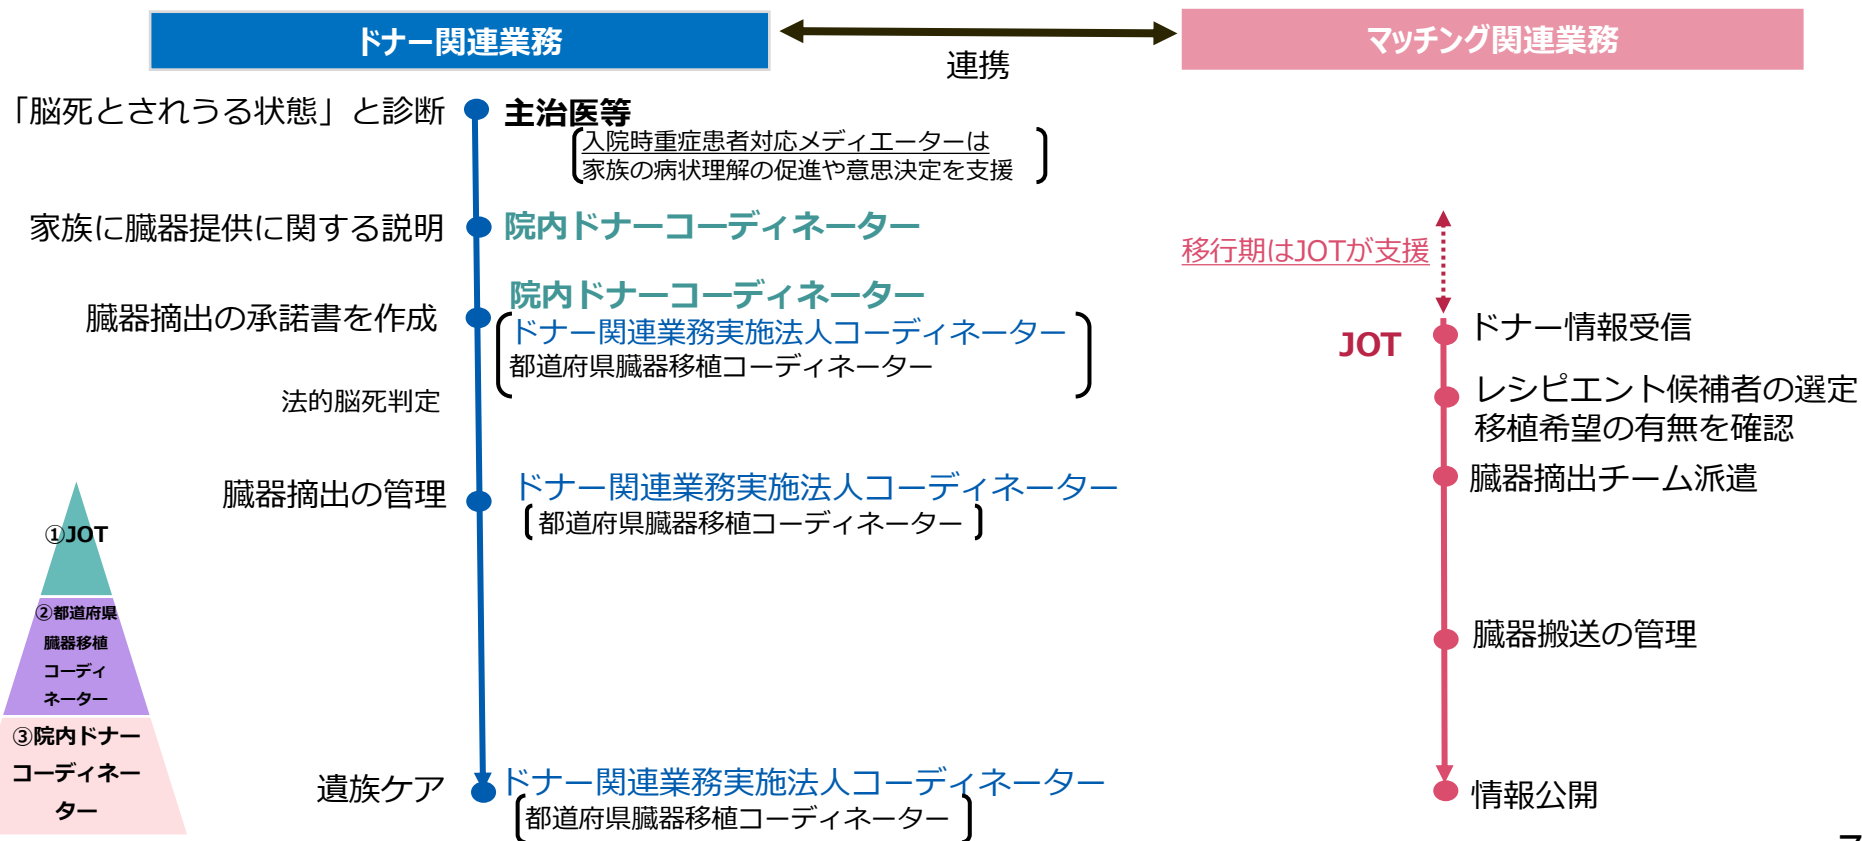 ドナー関連業務
連携
マッチング関連業務
「脳死とされうる状態」と診断
主治医等
入院時重症患者対応メディエーターは
家族の病状理解の促進や意思決定を支援
家族に臓器提供に関する説明
院内ドナーコーディネーター
臓器摘出の承諾書を作成
院内ドナーコーディネーター
ドナー関連業務実施法人コーディネーター
都道府県臓器移植コーディネーター
法的脳死判定
臓器摘出の管理
ドナー関連業務実施法人コーディネーター
都道府県臓器移植コーディネーター
遺族ケア
ドナー関連業務実施法人コーディネーター
都道府県臓器移植コーディネーター
①JOT
②都道府県
臓器移植
コーディ
ネーター
③院内ドナー
コーディネー
ター
移行期はJOTが支援
JOT
ドナー情報受信
レシピエント候補者の選定
移植希望の有無を確認
臓器摘出チーム派遣
臓器搬送の管理
情報公開